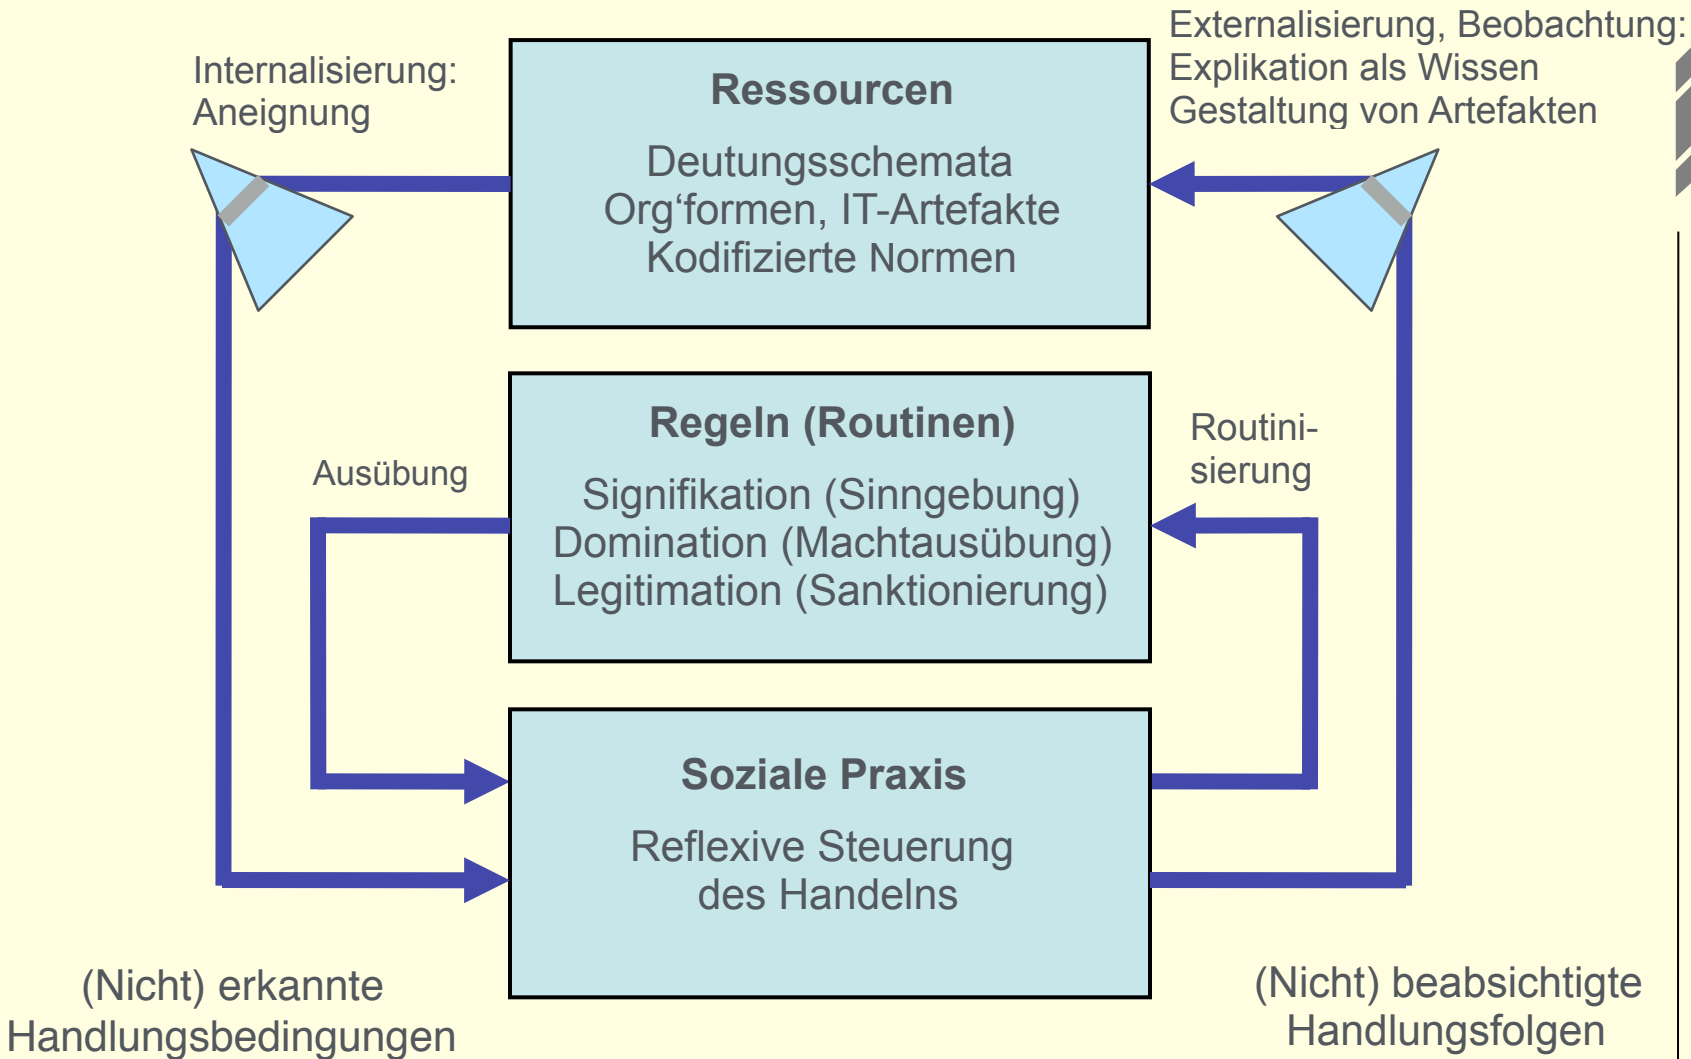 Externalisierung, Beobachtung:
Explikation als Wissen
Gestaltung von Artefakten
Internalisierung:
Aneignung
Ressourcen
Deutungsschemata
Org‘formen, IT-Artefakte
Kodifizierte Normen
Regeln (Routinen)
Signifikation (Sinngebung)
Domination (Machtausübung)
Legitimation (Sanktionierung)
Ausübung
Routini-
sierung
Soziale Praxis
Reflexive Steuerung
des Handelns
(Nicht) erkannte
Handlungsbedingungen
(Nicht) beabsichtigte
Handlungsfolgen